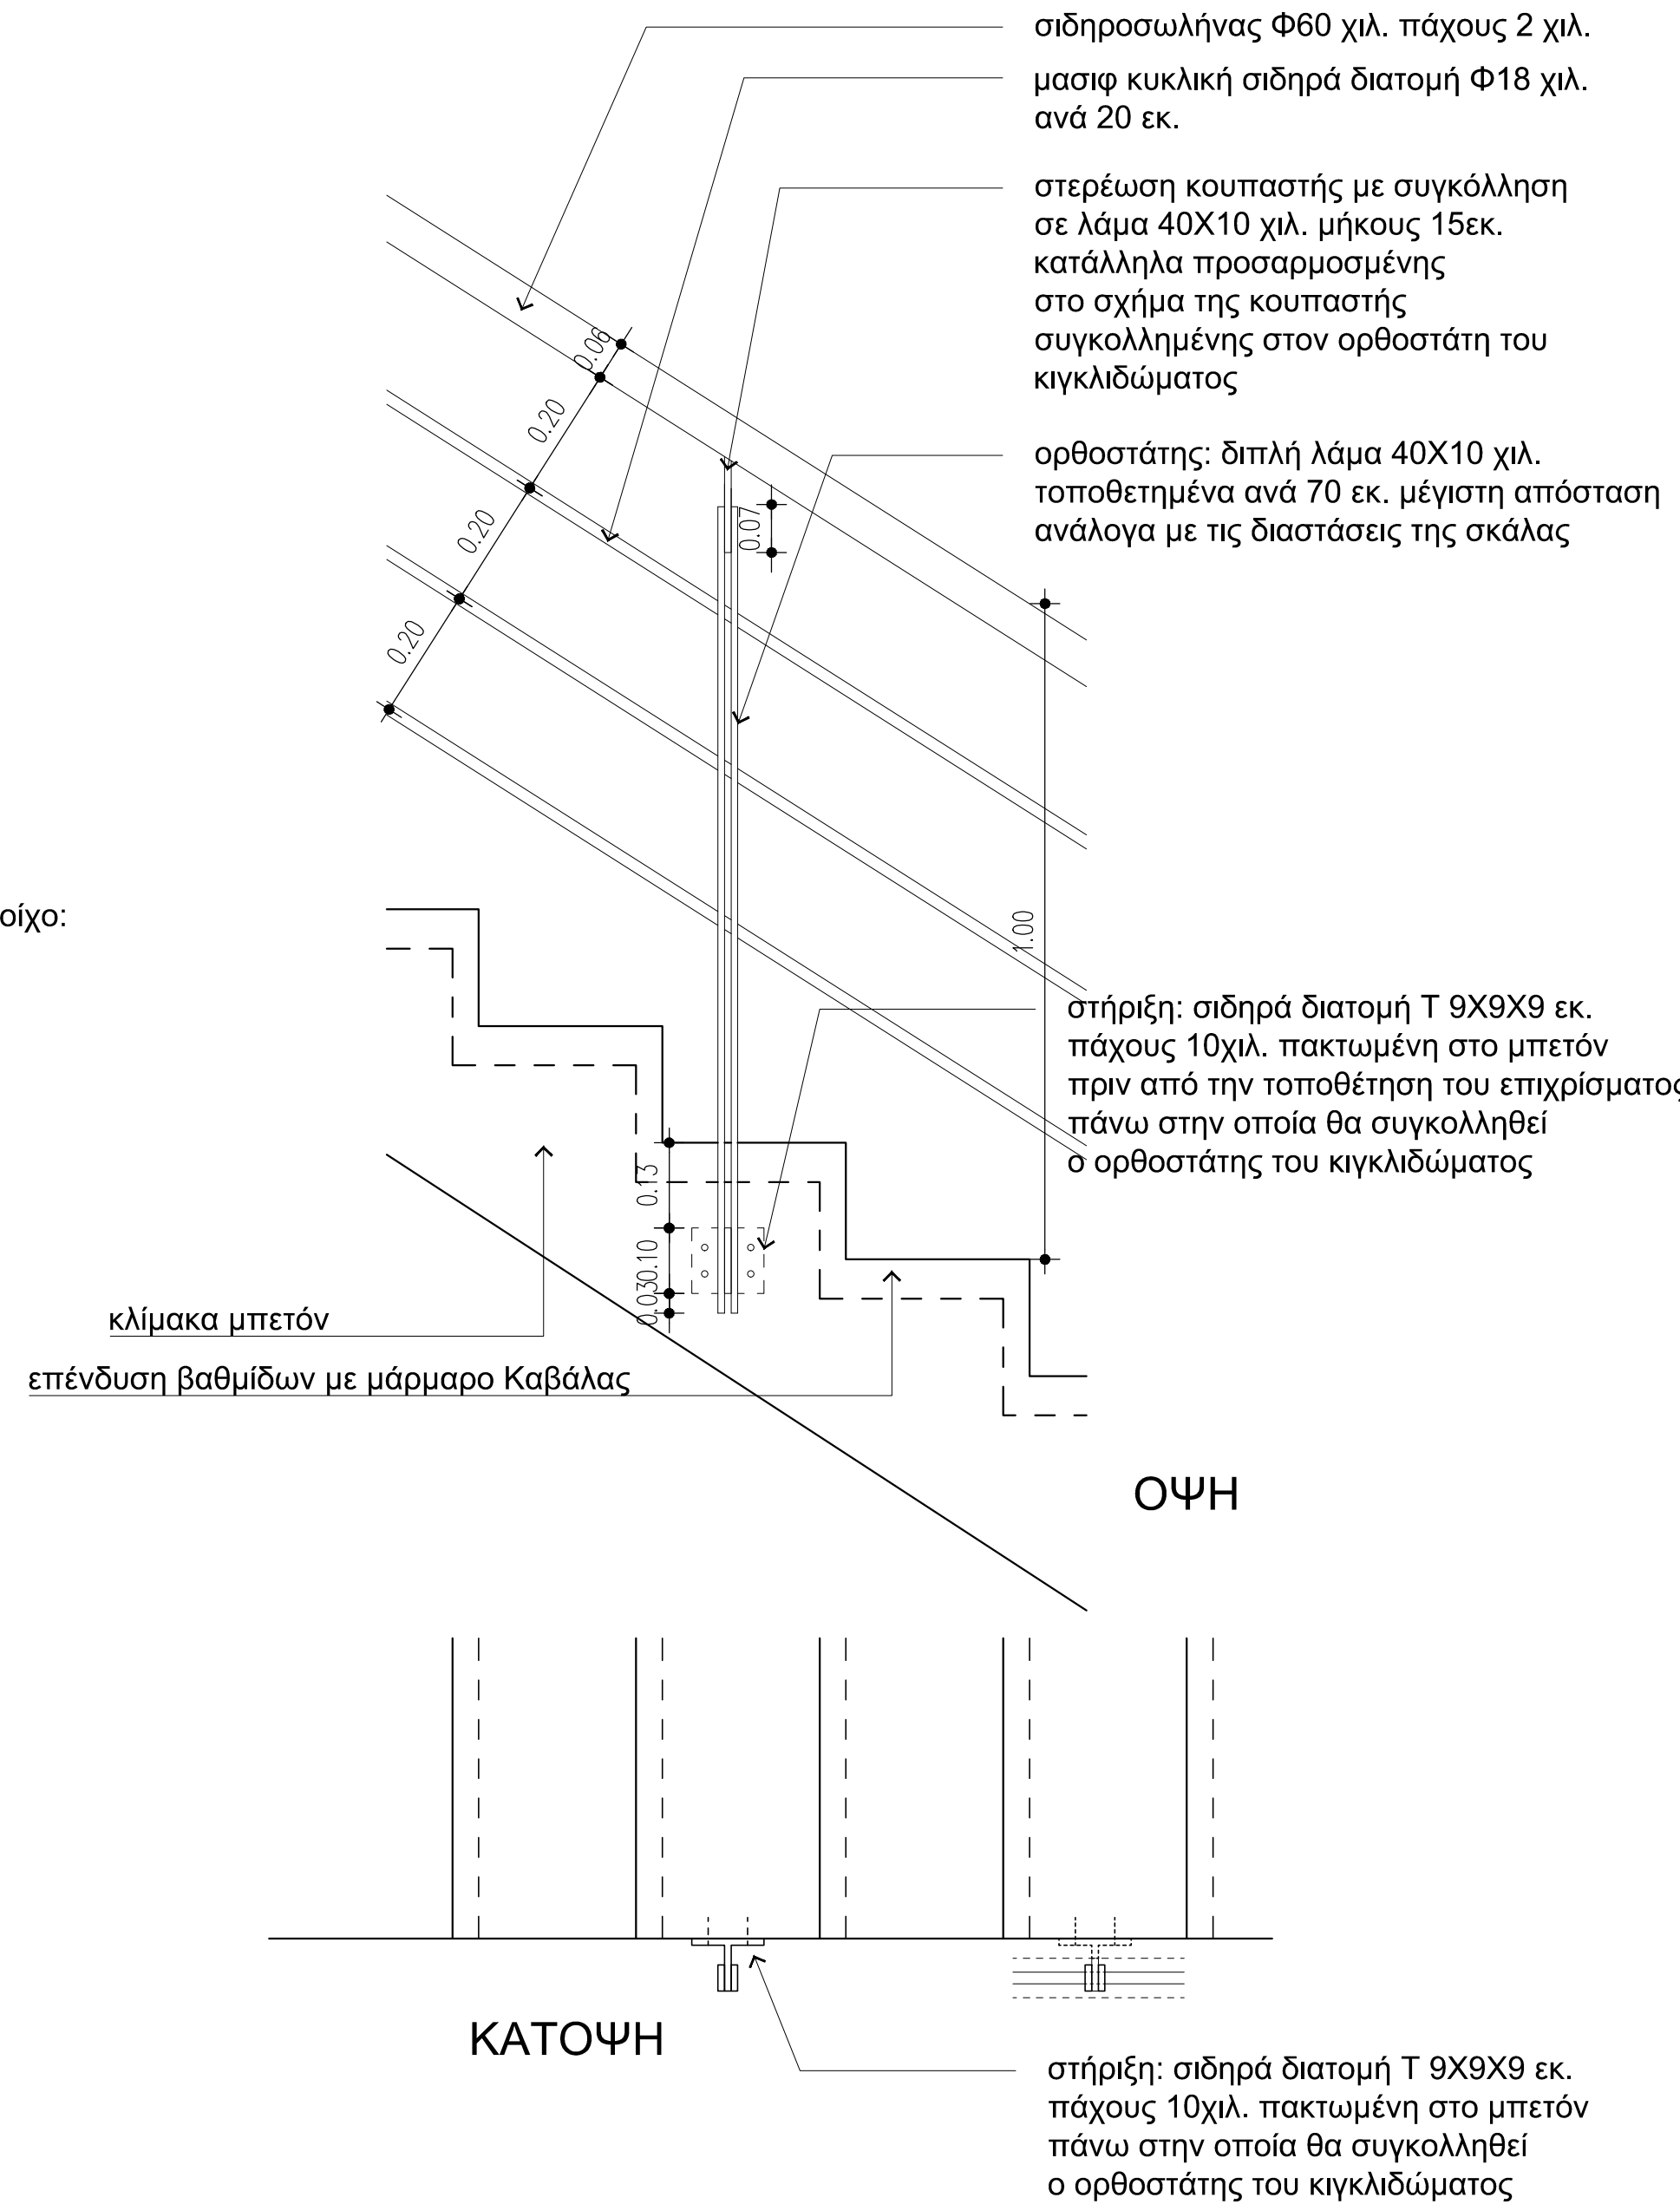 σιδηροσωλήνας Φ60 χιλ. πάχους 2 χιλ.
μασιφ κυκλική σιδηρά διατομή Φ18 χιλ.
ανά 20 εκ.
στερέωση κουπαστής με συγκόλληση
σε λάμα 40Χ10 χιλ. μήκους 15εκ.
κατάλληλα προσαρμοσμένης
στο σχήμα της κουπαστής
συγκολλημένης στον ορθοστάτη του
κιγκλιδώματος
ορθοστάτης: διπλή λάμα 40Χ10 χιλ.
τοποθετημένα ανά 70 εκ. μέγιστη απόσταση
ανάλογα με τις διαστάσεις της σκάλας
0.06
0.20
0.20
0.20
0.07
1.00
οίχο:
στήριξη: σιδηρά διατομή Τ 9Χ9Χ9 εκ.
πάχους 10χιλ. πακτωμένη στο μπετόν
πριν από την τοποθέτηση του επιχρίσματος
πάνω στην οποία θα συγκολληθεί
ο ορθοστάτης του κιγκλιδώματος
0.13
0.10
0.03
κλίμακα μπετόν
επένδυση βαθμίδων με μάρμαρο Καβάλας
ΟΨΗ
ΚΑΤΟΨΗ
στήριξη: σιδηρά διατομή Τ 9Χ9Χ9 εκ.
πάχους 10χιλ. πακτωμένη στο μπετόν
πάνω στην οποία θα συγκολληθεί
ο ορθοστάτης του κιγκλιδώματος